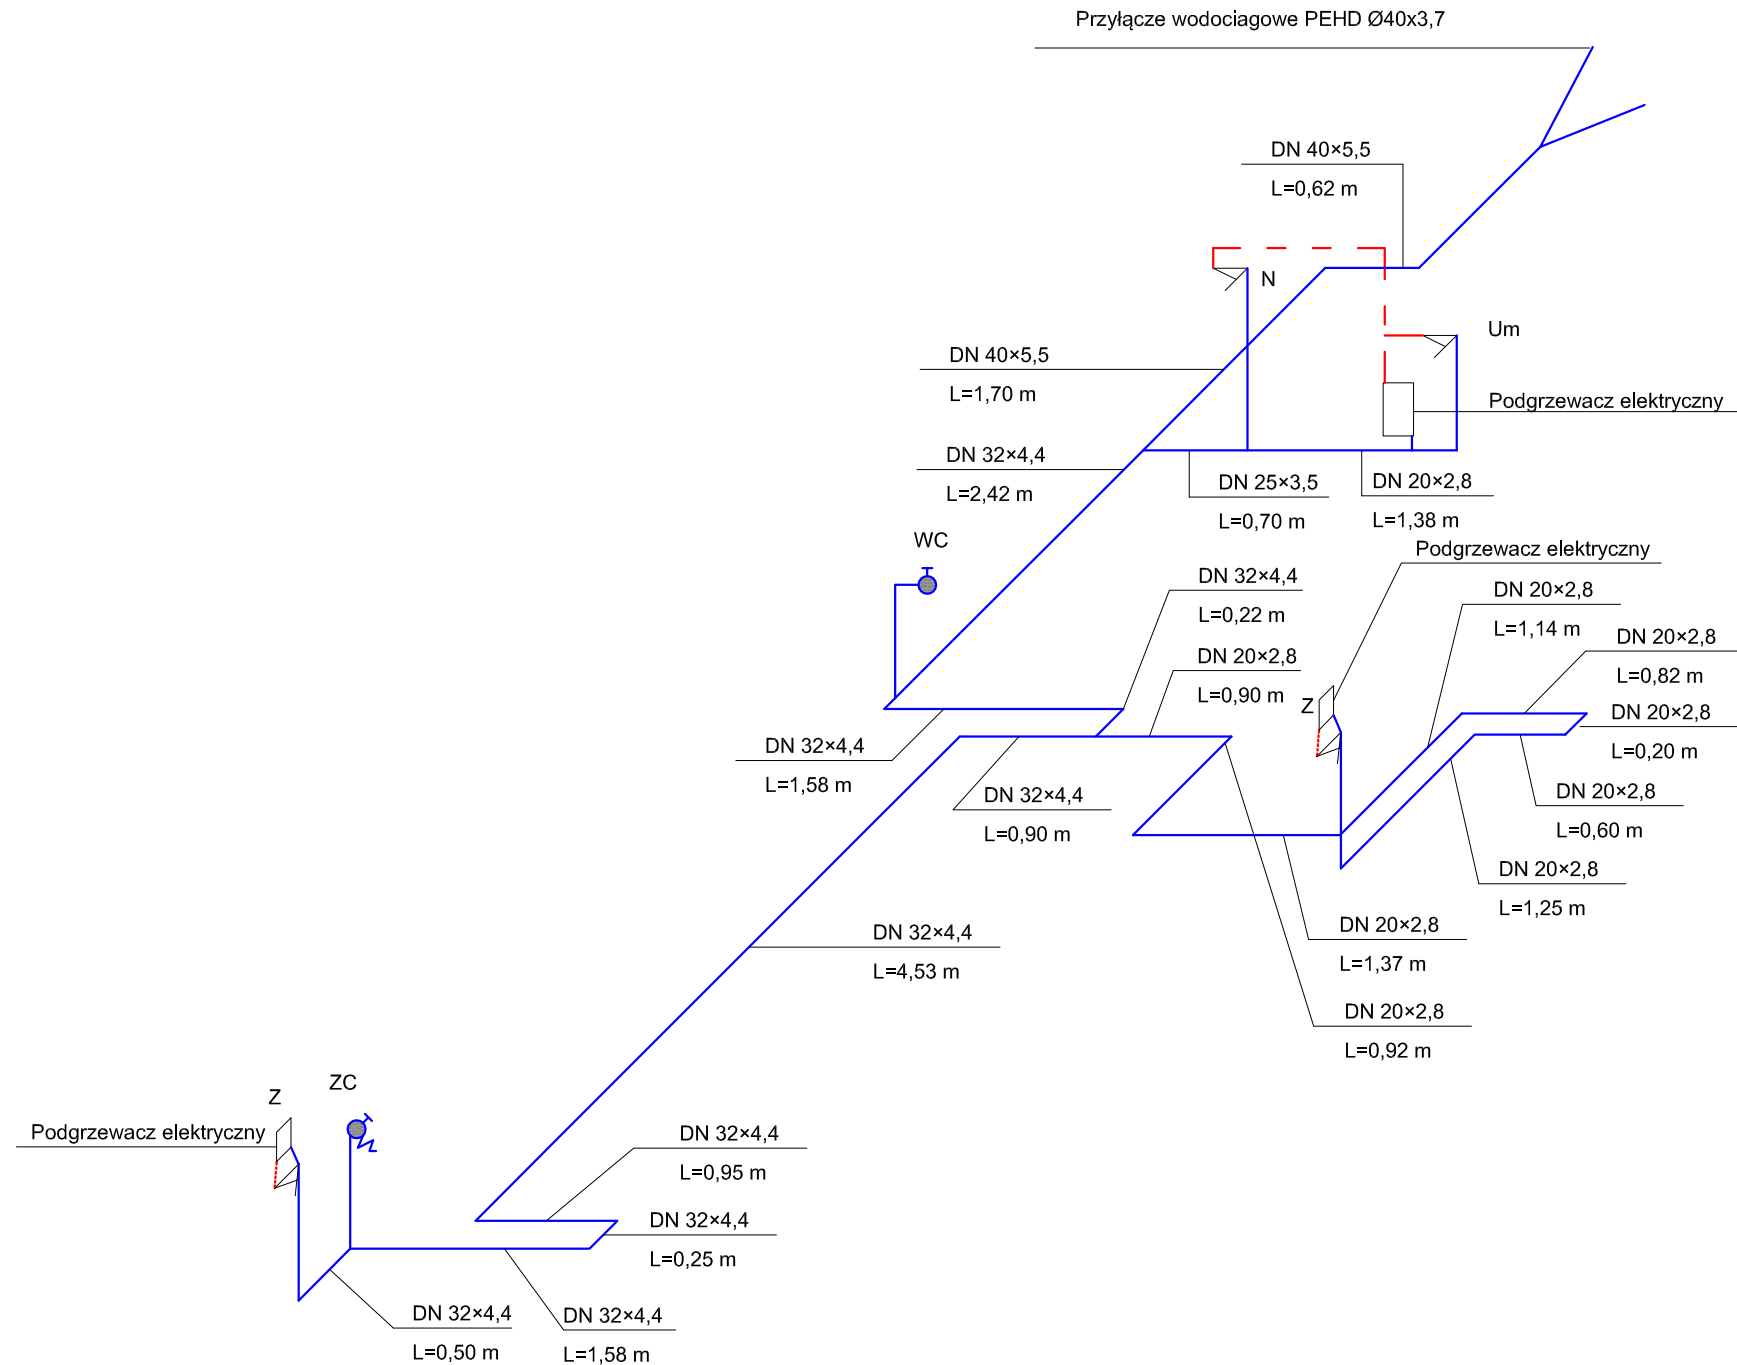 Przyłącze wodociagowe PEHD Ø40x3,7
DN 40×5,5
L=0,62 m
N
Um
DN 40×5,5
L=1,70 m
Podgrzewacz elektryczny
DN 32×4,4
L=2,42 m
DN 25×3,5
L=0,70 m
DN 20×2,8
L=1,38 m
WC
Podgrzewacz elektryczny
DN 32×4,4
L=0,22 m
DN 20×2,8
L=1,14 m
DN 20×2,8
L=0,82 m
DN 20×2,8
L=0,90 m
Z
DN 20×2,8
L=0,20 m
DN 32×4,4
L=1,58 m
DN 32×4,4
L=0,90 m
DN 20×2,8
L=0,60 m
DN 20×2,8
L=1,25 m
DN 32×4,4
L=4,53 m
DN 20×2,8
L=1,37 m
DN 20×2,8
L=0,92 m
ZC
Z
Podgrzewacz elektryczny
DN 32×4,4
L=0,95 m
DN 32×4,4
L=0,25 m
DN 32×4,4
L=0,50 m
DN 32×4,4
L=1,58 m